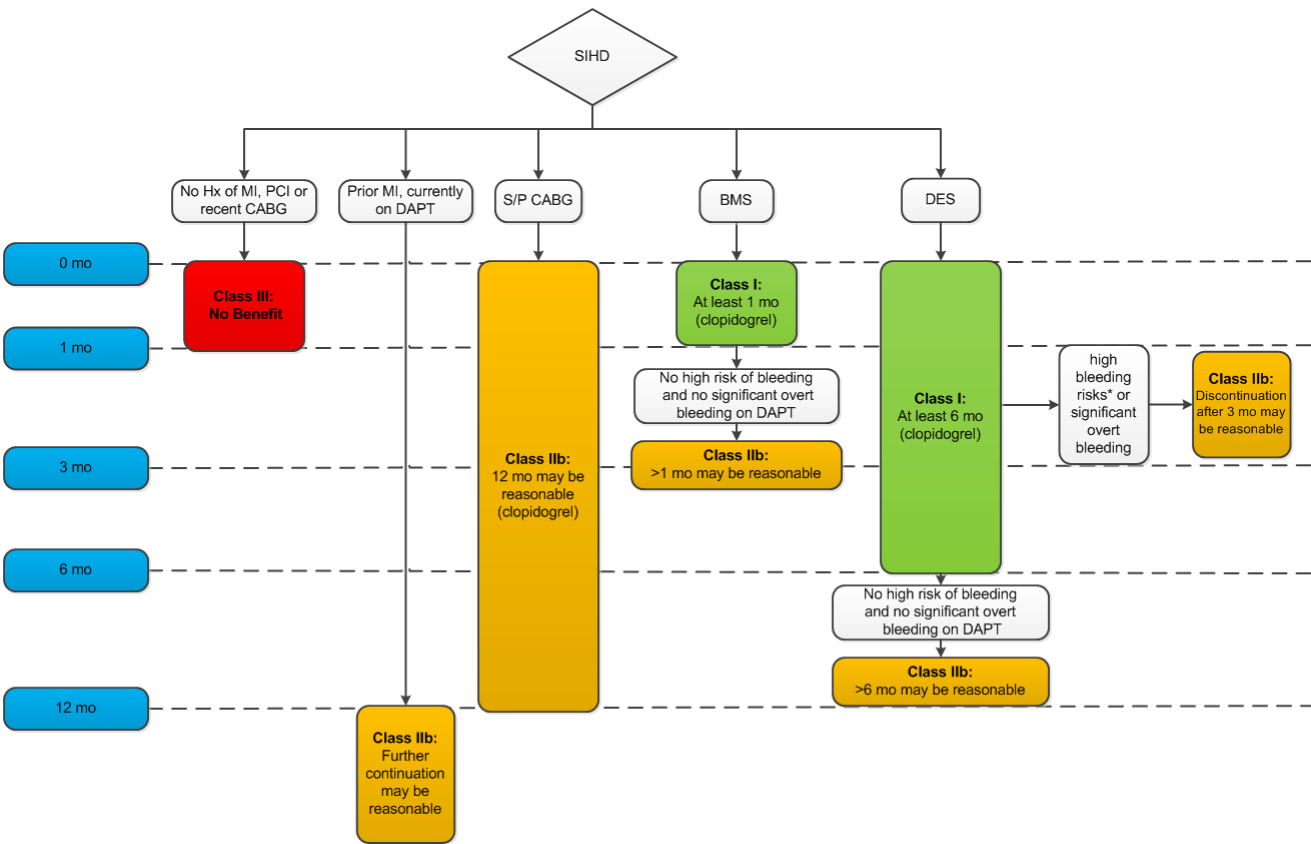 SIHD
No Hx of MI, PCI or
recent CABG
Prior MI, currently
on DAPT
S/P CABG
BMS
DES
0 mo
Class III:
No Benefit
Class I:
At least 1 mo
(clopidogrel)
1 mo
high
bleeding
risks* or
significant
overt
bleeding
Class IIb:
Discontinuation
after 3 mo may
be reasonable
No high risk of bleeding
and no significant overt
bleeding on DAPT
Class I:
At least 6 mo
(clopidogrel)
3 mo
Class IIb:
12 mo may be
reasonable
(clopidogrel)
Class IIb:
>1 mo may be reasonable
6 mo
No high risk of bleeding
and no significant overt
bleeding on DAPT
Class IIb:
>6 mo may be reasonable
12 mo
Class IIb:
Further
continuation
may be
reasonable